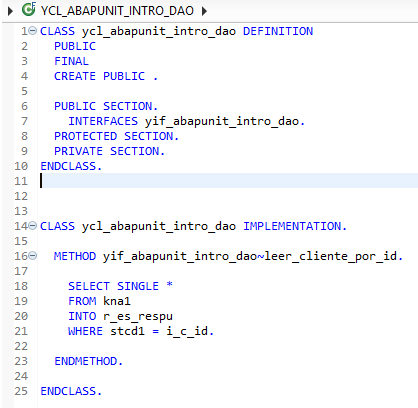 YCL_ABAPUNIT_INTRO_DAO
1 CLASS ycl_abapunit_intro_dao DEFINITION
2 PUBLIC
3 FINAL
4 CREATE PUBLIC .
5
6 PUBLIC SECTION.
7 INTERFACES yif_abapunit_intro_dao.
8 PROTECTED SECTION.
9 PRIVATE SECTION.
10 ENDCLASS.
11
12
13
14 CLASS ycl_abapunit_intro_dao IMPLEMENTATION.
15
16 METHOD yif_abapunit_intro_dao~leer_cliente_por_id.
17
18 SELECT SINGLE *
19 FROM kna1
20 INTO r_es_respu
21 WHERE stcd1 = i_c_id.
22
23 ENDMETHOD.
24
25 ENDCLASS.